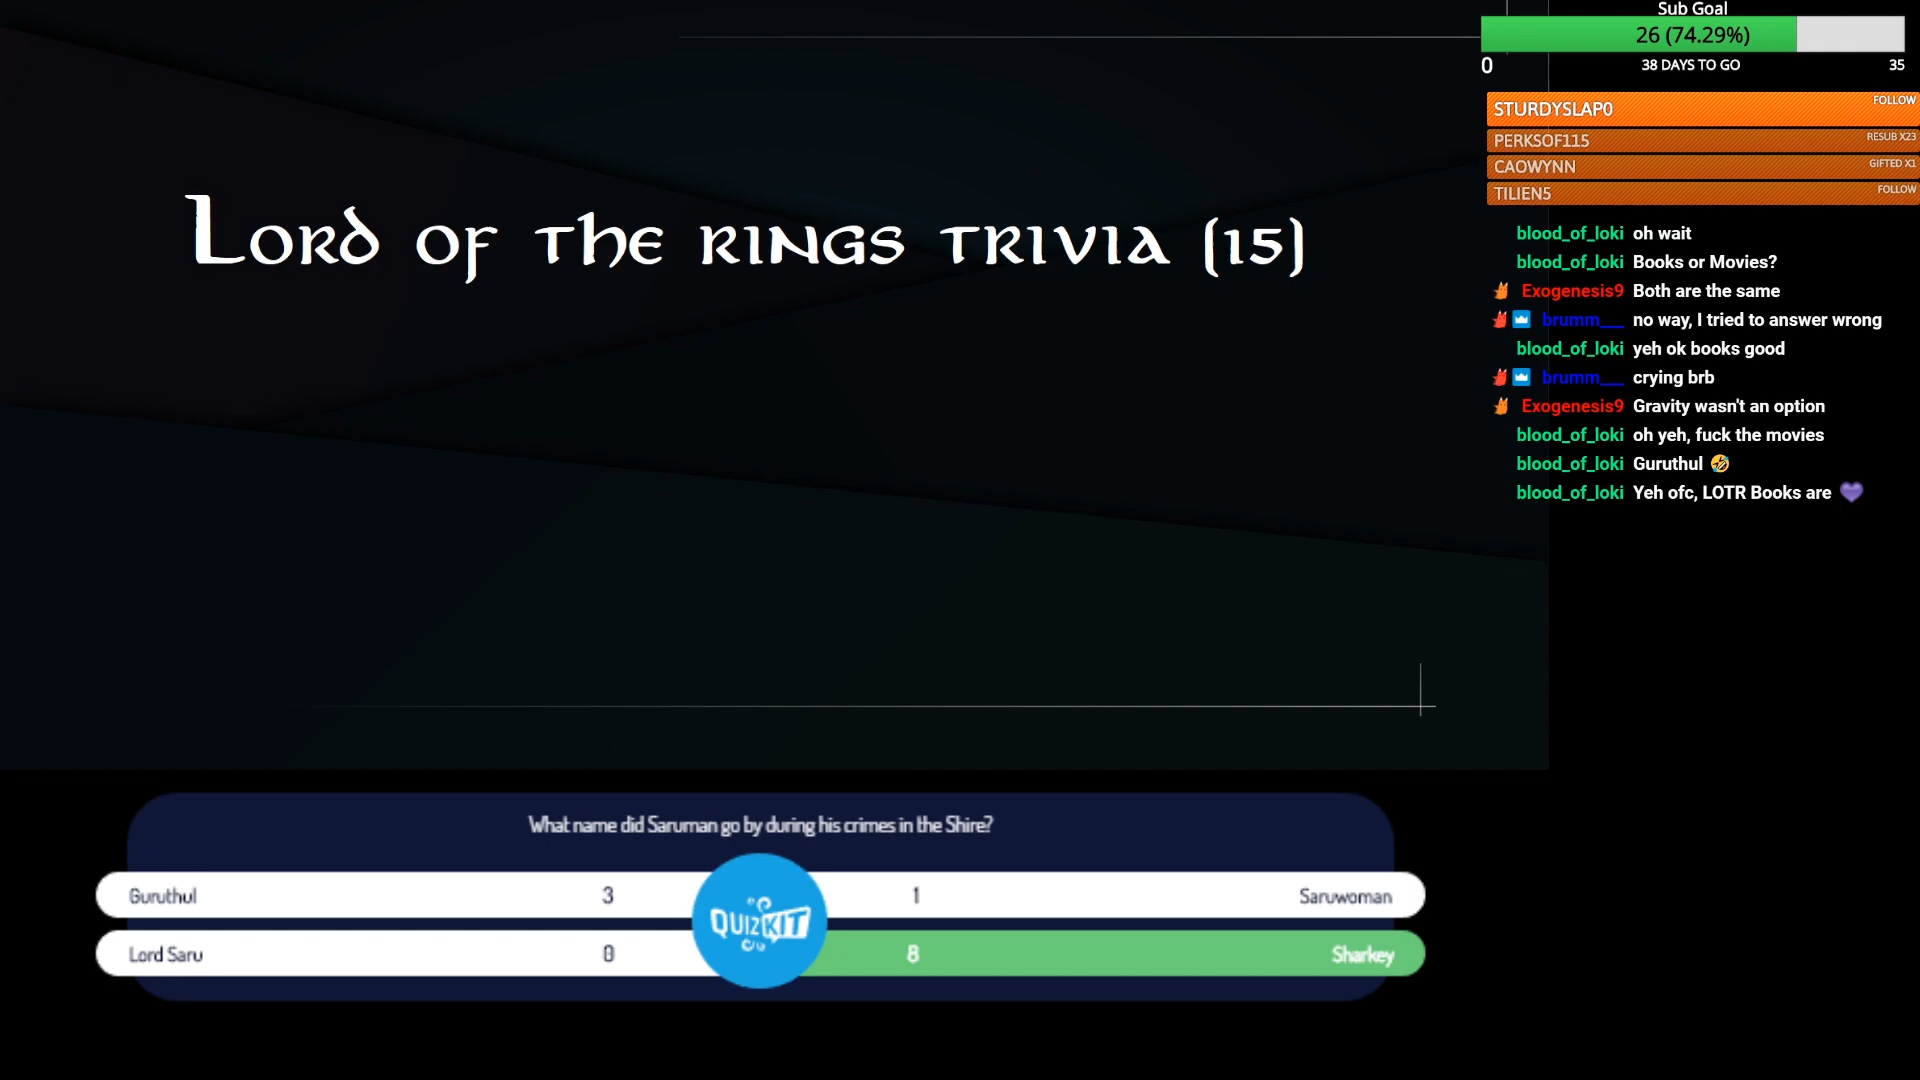 Sub Goal
26 (74.29%)
0 38 DAYS TO GO 35
STURDYSLAP0 FOLLOW
PERKSOF115 RESUB X23
CAOWYNN GIFTED X1
TILIEN5 FOLLOW
Lord of the rings trivia (15)
blood_of_loki oh wait
blood_of_loki Books or Movies?
Exogenesis9 Both are the same
brumm___ no way, I tried to answer wrong
blood_of_loki yeh ok books good
brumm___ crying brb
Exogenesis9 Gravity wasn't an option
blood_of_loki oh yeh, fuck the movies
blood_of_loki Guruthul 🤣
blood_of_loki Yeh ofc, LOTR Books are 💜
What name did Saruman go by during his crimes in the Shire?
Guruthul 3 1 Saruwoman
QUIZKIT
Lord Saru 0 8 Sharkey